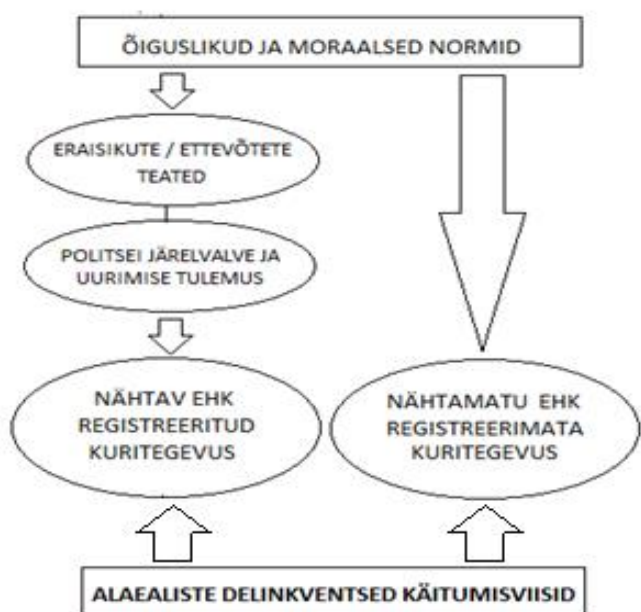 ÕIGUSLIKUD JA MORAALSED NORMID
ERAISIKUTE / ETTEVÕTETE
TEATED
POLITSEI JÄRELVALVE JA
UURIMISE TULEMUS
NÄHTAV EHK
REGISTREERITUD
KURITEGEVUS
NÄHTAMATU EHK
REGISTREERIMATA
KURITEGEVUS
ALAEALISTE DELINKVENTSED KÄITUMISVIISID